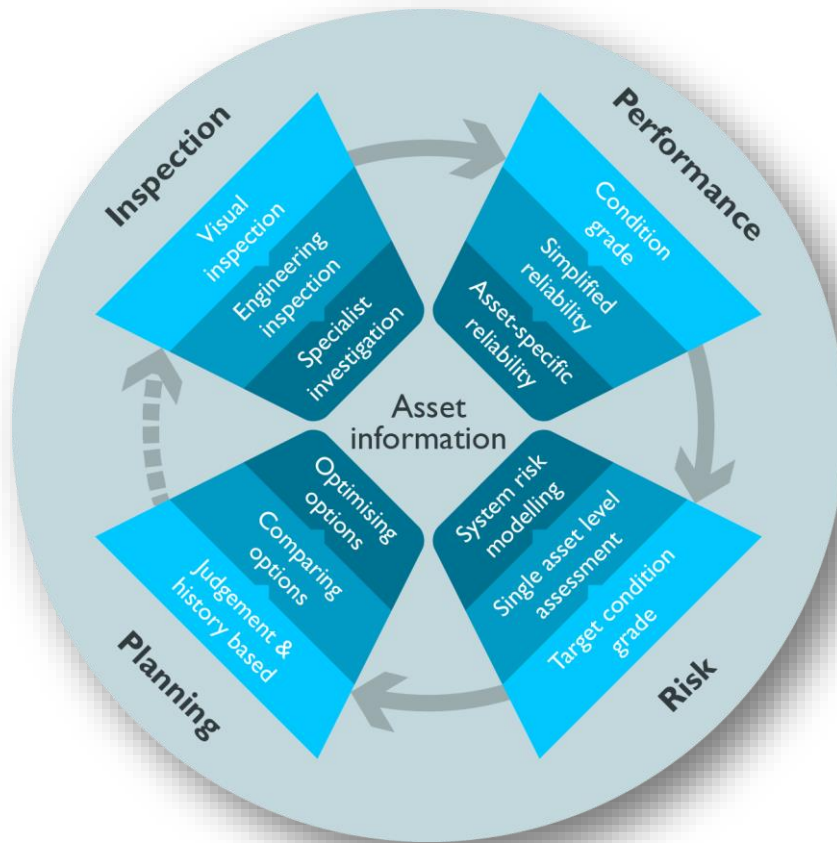 Inspection
Visual
inspection
Engineering
inspection
Specialist
investigation
Performance
Condition
grade
Simplified
reliability
Asset-specific
reliability
Asset
information
Optimising
options
Comparing
options
Judgement &
history based
Planning
System risk
modelling
Single asset level
assessment
Target condition
grade
Risk